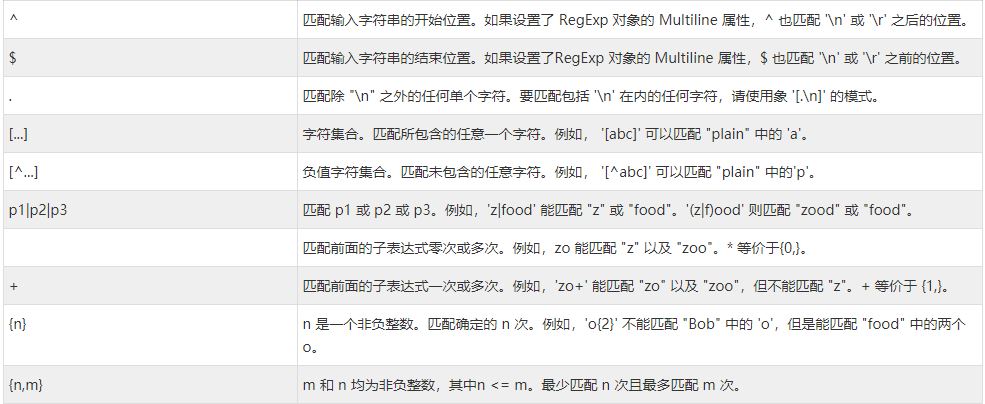 ^ 匹配输入字符串的开始位置。如果设置了 RegExp 对象的 Multiline 属性，^ 也匹配 '\n' 或 '\r' 之后的位置。
$ 匹配输入字符串的结束位置。如果设置了RegExp 对象的 Multiline 属性，$ 也匹配 '\n' 或 '\r' 之前的位置。
. 匹配除 "\n" 之外的任何单个字符。要匹配包括 '\n' 在内的任何字符，请使用象 '[.\n]' 的模式。
[...] 字符集合。匹配所包含的任意一个字符。例如， '[abc]' 可以匹配 "plain" 中的 'a'。
[^...] 负值字符集合。匹配未包含的任意字符。例如， '[^abc]' 可以匹配 "plain" 中的'p'。
p1|p2|p3 匹配 p1 或 p2 或 p3。例如，'z|food' 能匹配 "z" 或 "food"。'(z|f)ood' 则匹配 "zood" 或 "food"。
匹配前面的子表达式零次或多次。例如，zo 能匹配 "z" 以及 "zoo"。* 等价于{0,}。
+ 匹配前面的子表达式一次或多次。例如，'zo+' 能匹配 "zo" 以及 "zoo"，但不能匹配 "z"。+ 等价于 {1,}。
{n} n 是一个非负整数。匹配确定的 n 次。例如，'o{2}' 不能匹配 "Bob" 中的 'o'，但是能匹配 "food" 中的两个
o。
{n,m} m 和 n 均为非负整数，其中n <= m。最少匹配 n 次且最多匹配 m 次。